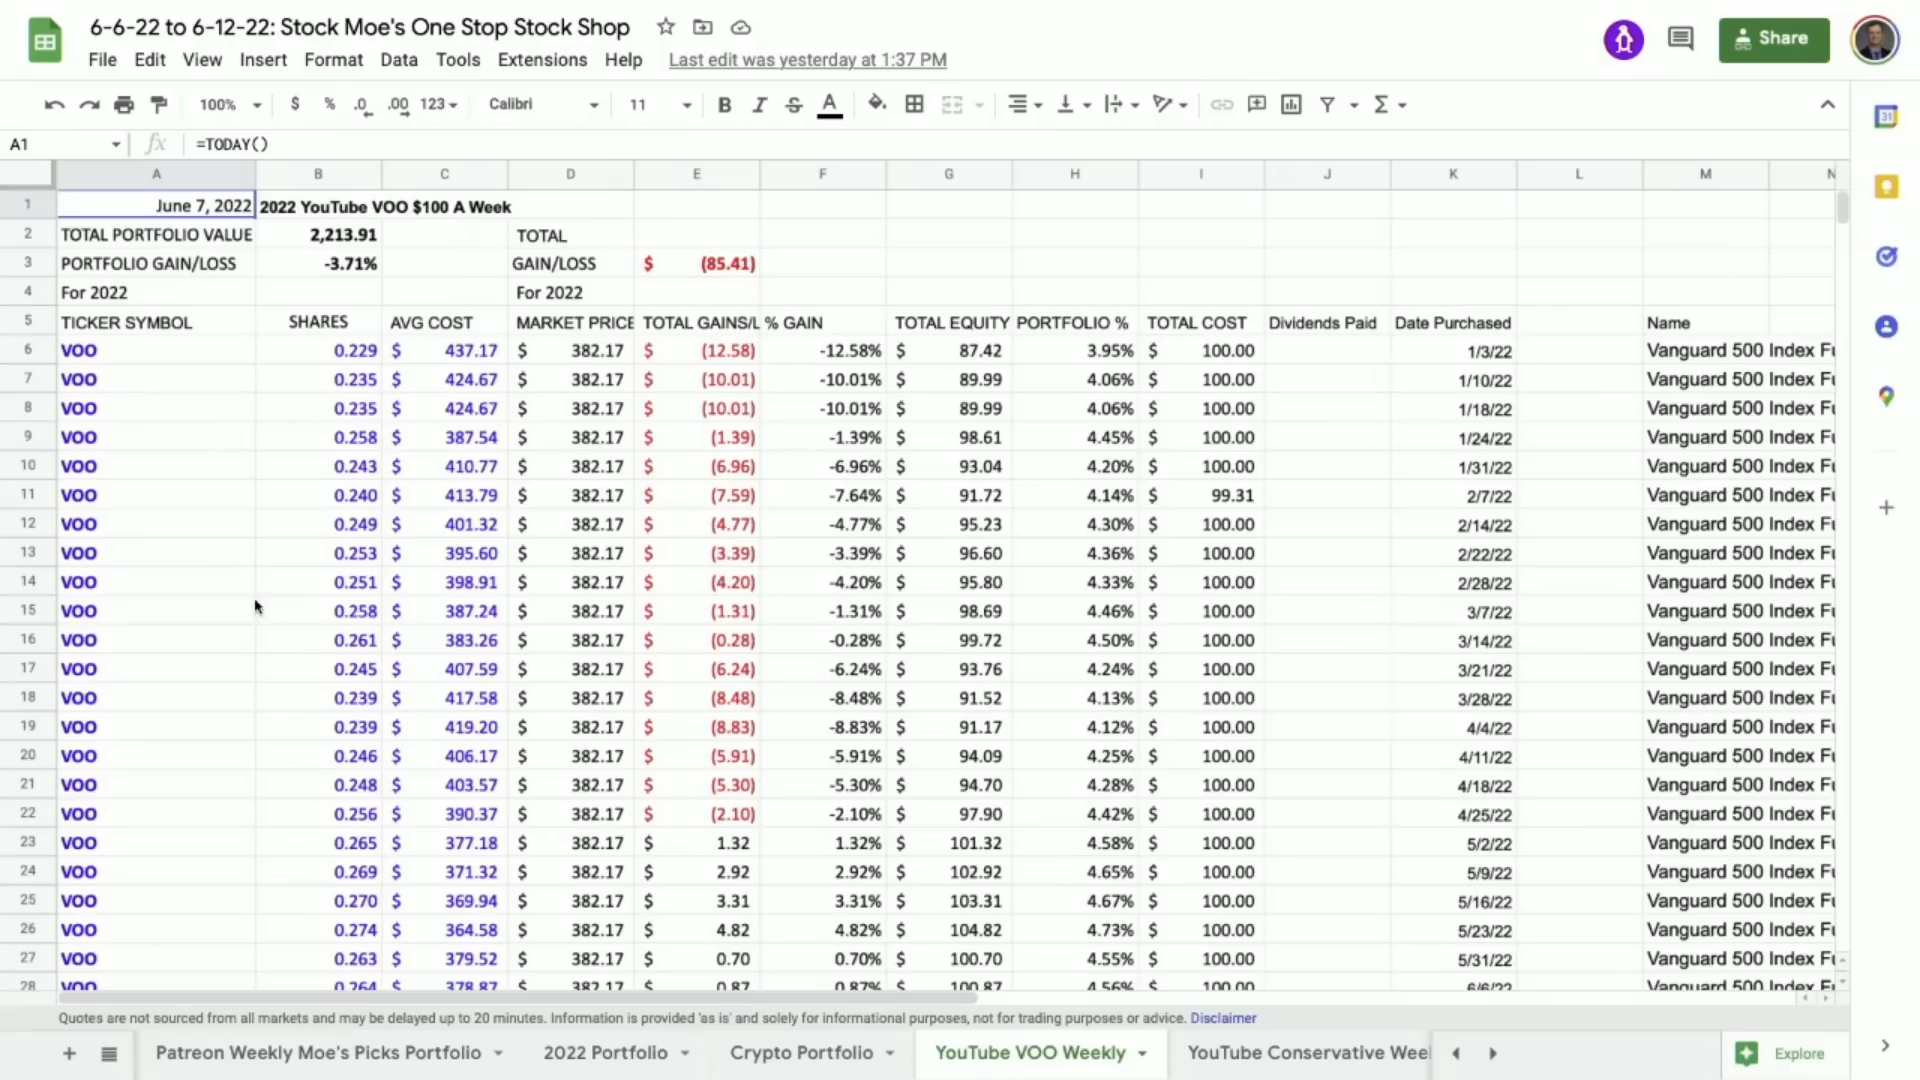 6-6-22 to 6-12-22: Stock Moe's One Stop Stock Shop
File Edit View Insert Format Data Tools Extensions Help Last edit was yesterday at 1:37 PM
Share
100% $ % .0 .00 123 Calibri 11 B I S A
A1 fx =TODAY()
A B C D E F G H I J K L M N
1 June 7, 2022 2022 YouTube VOO $100 A Week
2 TOTAL PORTFOLIO VALUE 2,213.91 TOTAL
3 PORTFOLIO GAIN/LOSS -3.71% GAIN/LOSS $ (85.41)
4 For 2022 For 2022
5 TICKER SYMBOL SHARES AVG COST MARKET PRICE TOTAL GAINS/L % GAIN TOTAL EQUITY PORTFOLIO % TOTAL COST Dividends Paid Date Purchased Name
6 VOO 0.229 $ 437.17 $ 382.17 $ (12.58) -12.58% $ 87.42 3.95% $ 100.00 1/3/22 Vanguard 500 Index Fu
7 VOO 0.235 $ 424.67 $ 382.17 $ (10.01) -10.01% $ 89.99 4.06% $ 100.00 1/10/22 Vanguard 500 Index Fu
8 VOO 0.235 $ 424.67 $ 382.17 $ (10.01) -10.01% $ 89.99 4.06% $ 100.00 1/18/22 Vanguard 500 Index Fu
9 VOO 0.258 $ 387.54 $ 382.17 $ (1.39) -1.39% $ 98.61 4.45% $ 100.00 1/24/22 Vanguard 500 Index Fu
10 VOO 0.243 $ 410.77 $ 382.17 $ (6.96) -6.96% $ 93.04 4.20% $ 100.00 1/31/22 Vanguard 500 Index Fu
11 VOO 0.240 $ 413.79 $ 382.17 $ (7.59) -7.64% $ 91.72 4.14% $ 99.31 2/7/22 Vanguard 500 Index Fu
12 VOO 0.249 $ 401.32 $ 382.17 $ (4.77) -4.77% $ 95.23 4.30% $ 100.00 2/14/22 Vanguard 500 Index Fu
13 VOO 0.253 $ 395.60 $ 382.17 $ (3.39) -3.39% $ 96.60 4.36% $ 100.00 2/22/22 Vanguard 500 Index Fu
14 VOO 0.251 $ 398.91 $ 382.17 $ (4.20) -4.20% $ 95.80 4.33% $ 100.00 2/28/22 Vanguard 500 Index Fu
15 VOO 0.258 $ 387.24 $ 382.17 $ (1.31) -1.31% $ 98.69 4.46% $ 100.00 3/7/22 Vanguard 500 Index Fu
16 VOO 0.261 $ 383.26 $ 382.17 $ (0.28) -0.28% $ 99.72 4.50% $ 100.00 3/14/22 Vanguard 500 Index Fu
17 VOO 0.245 $ 407.59 $ 382.17 $ (6.24) -6.24% $ 93.76 4.24% $ 100.00 3/21/22 Vanguard 500 Index Fu
18 VOO 0.239 $ 417.58 $ 382.17 $ (8.48) -8.48% $ 91.52 4.13% $ 100.00 3/28/22 Vanguard 500 Index Fu
19 VOO 0.239 $ 419.20 $ 382.17 $ (8.83) -8.83% $ 91.17 4.12% $ 100.00 4/4/22 Vanguard 500 Index Fu
20 VOO 0.246 $ 406.17 $ 382.17 $ (5.91) -5.91% $ 94.09 4.25% $ 100.00 4/11/22 Vanguard 500 Index Fu
21 VOO 0.248 $ 403.57 $ 382.17 $ (5.30) -5.30% $ 94.70 4.28% $ 100.00 4/18/22 Vanguard 500 Index Fu
22 VOO 0.256 $ 390.37 $ 382.17 $ (2.10) -2.10% $ 97.90 4.42% $ 100.00 4/25/22 Vanguard 500 Index Fu
23 VOO 0.265 $ 377.18 $ 382.17 $ 1.32 1.32% $ 101.32 4.58% $ 100.00 5/2/22 Vanguard 500 Index Fu
24 VOO 0.269 $ 371.32 $ 382.17 $ 2.92 2.92% $ 102.92 4.65% $ 100.00 5/9/22 Vanguard 500 Index Fu
25 VOO 0.270 $ 369.94 $ 382.17 $ 3.31 3.31% $ 103.31 4.67% $ 100.00 5/16/22 Vanguard 500 Index Fu
26 VOO 0.274 $ 364.58 $ 382.17 $ 4.82 4.82% $ 104.82 4.73% $ 100.00 5/23/22 Vanguard 500 Index Fu
27 VOO 0.263 $ 379.52 $ 382.17 $ 0.70 0.70% $ 100.70 4.55% $ 100.00 5/31/22 Vanguard 500 Index Fu
28 VOO 0.264 $ 378.87 $ 382.17 $ 0.87 0.87% $ 100.87 4.56% $ 100.00 6/6/22 Vanguard 500 Index Fu
Quotes are not sourced from all markets and may be delayed up to 20 minutes. Information is provided 'as is' and solely for informational purposes, not for trading purposes or advice. Disclaimer
Patreon Weekly Moe's Picks Portfolio 2022 Portfolio Crypto Portfolio YouTube VOO Weekly YouTube Conservative Wee Explore
31